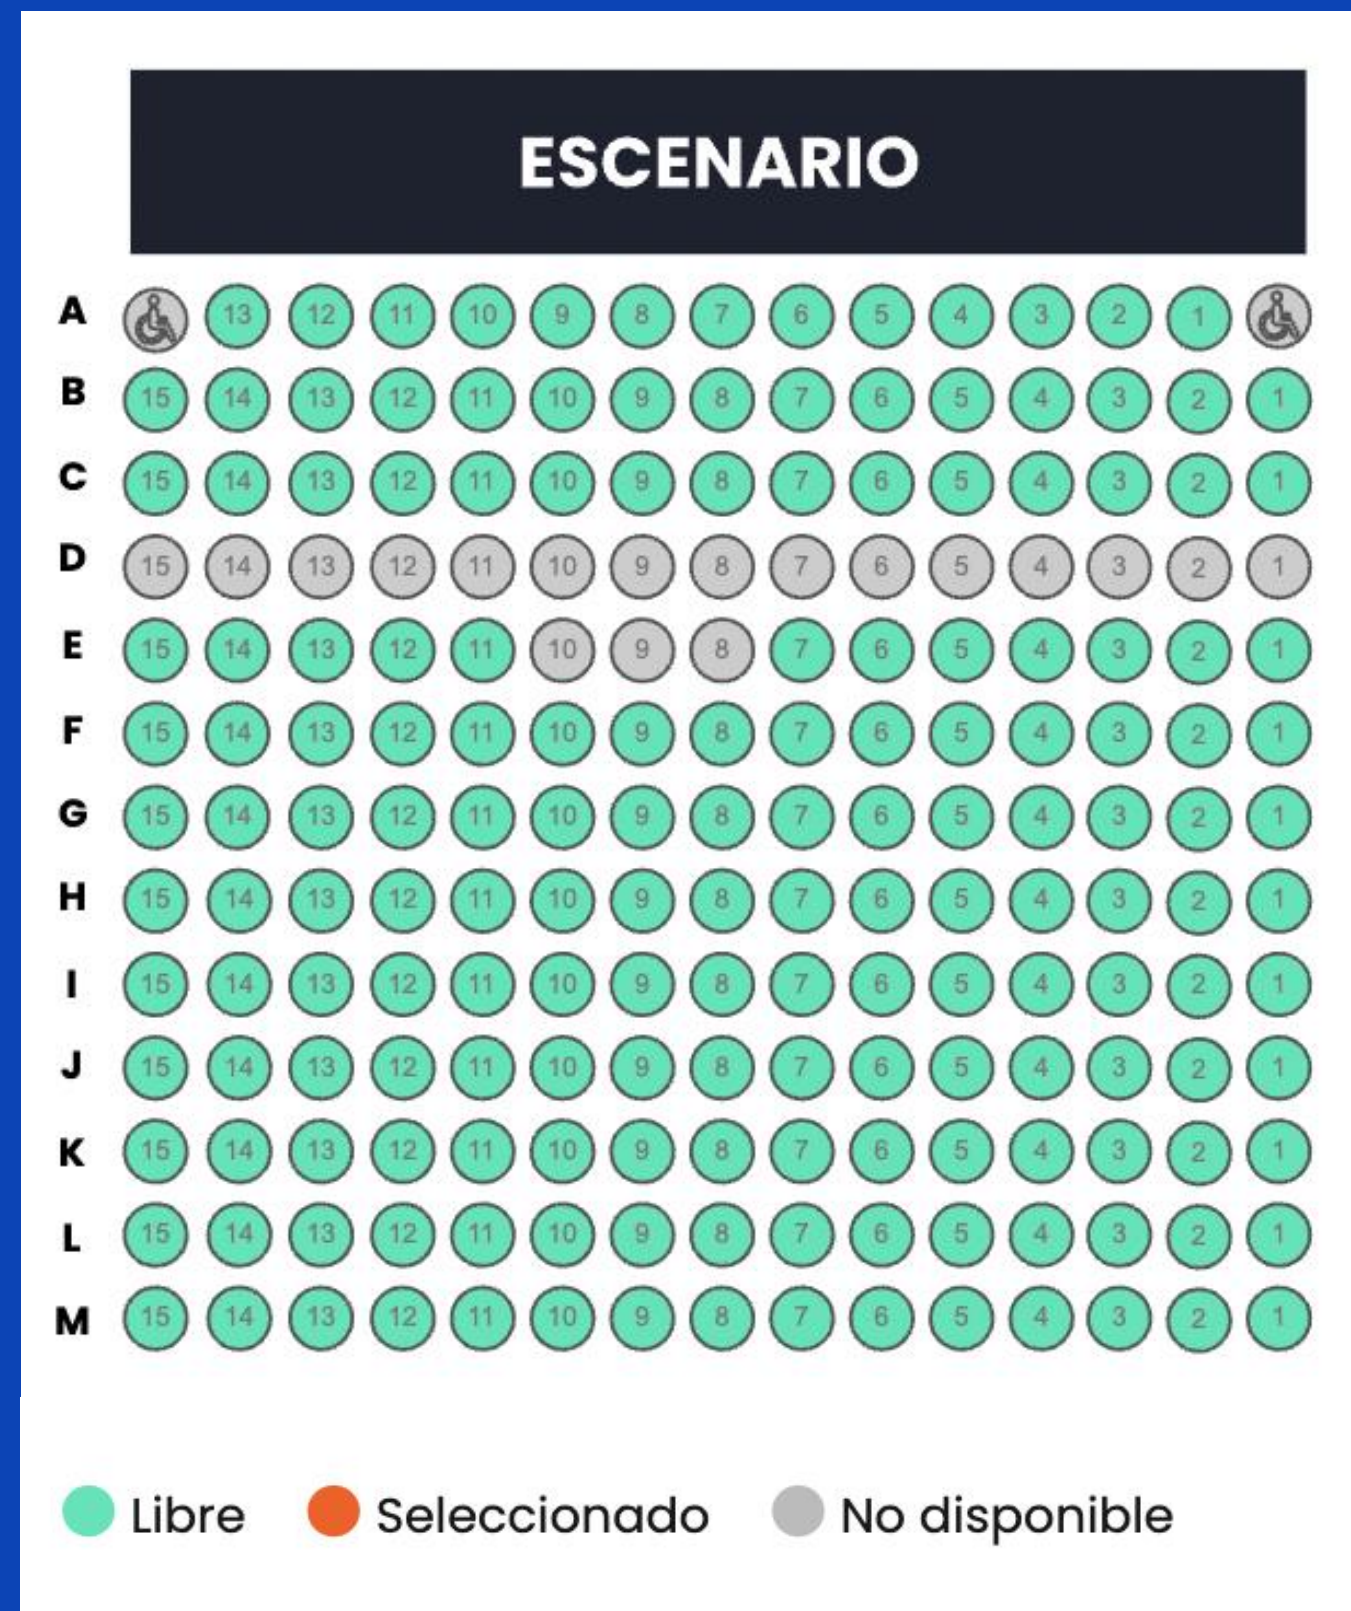 ESCENARIO
A 13 12 11 10 9 8 7 6 5 4 3 2 1
B 15 14 13 12 11 10 9 8 7 6 5 4 3 2 1
C 15 14 13 12 11 10 9 8 7 6 5 4 3 2 1
D 15 14 13 12 11 10 9 8 7 6 5 4 3 2 1
E 15 14 13 12 11 10 9 8 7 6 5 4 3 2 1
F 15 14 13 12 11 10 9 8 7 6 5 4 3 2 1
G 15 14 13 12 11 10 9 8 7 6 5 4 3 2 1
H 15 14 13 12 11 10 9 8 7 6 5 4 3 2 1
I 15 14 13 12 11 10 9 8 7 6 5 4 3 2 1
J 15 14 13 12 11 10 9 8 7 6 5 4 3 2 1
K 15 14 13 12 11 10 9 8 7 6 5 4 3 2 1
L 15 14 13 12 11 10 9 8 7 6 5 4 3 2 1
M 15 14 13 12 11 10 9 8 7 6 5 4 3 2 1
Libre Seleccionado No disponible